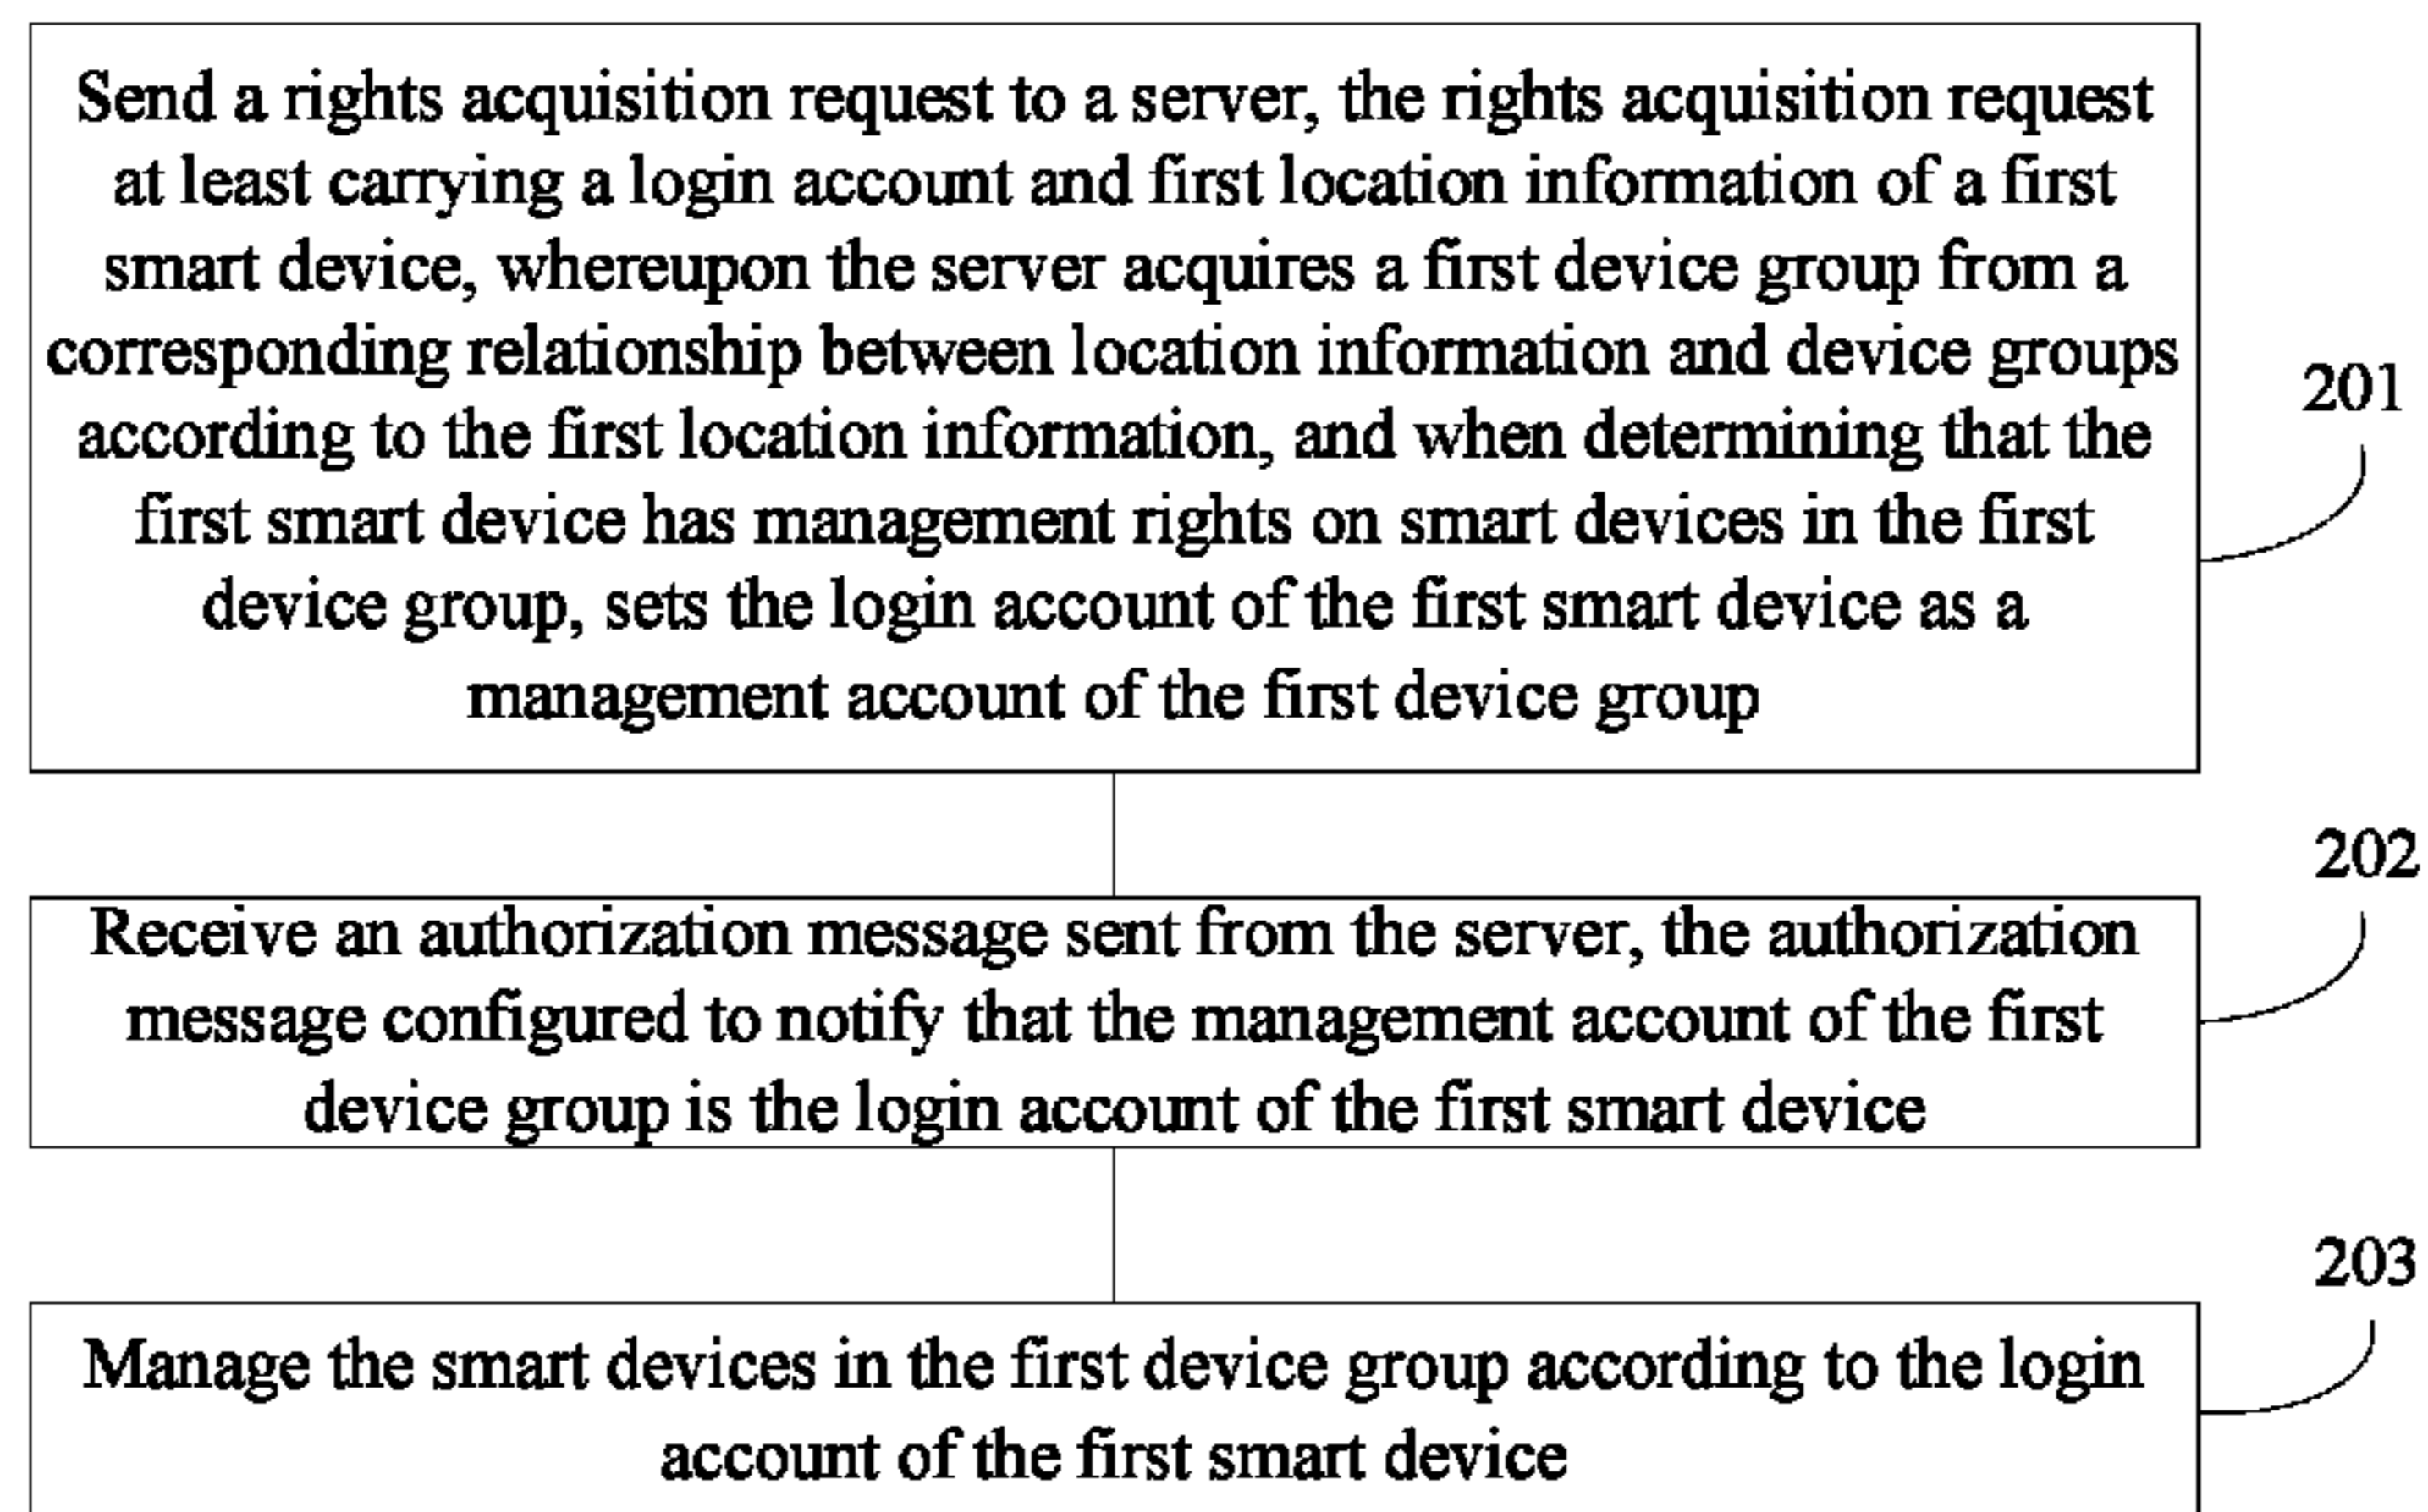 Send a rights acquisition request to a server, the rights acquisition request
at least carrying a login account and first location information of a first
smart device, whereupon the server acquires a first device group from a
corresponding relationship between location information and device groups
according to the first location information, and when determining that the
first smart device has management rights on smart devices in the first
device group, sets the login account of the first smart device as a
management account of the first device group
201
202
Receive an authorization message sent from the server, the authorization
message configured to notify that the management account of the first
device group is the login account of the first smart device
203
Manage the smart devices in the first device group according to the login
account of the first smart device